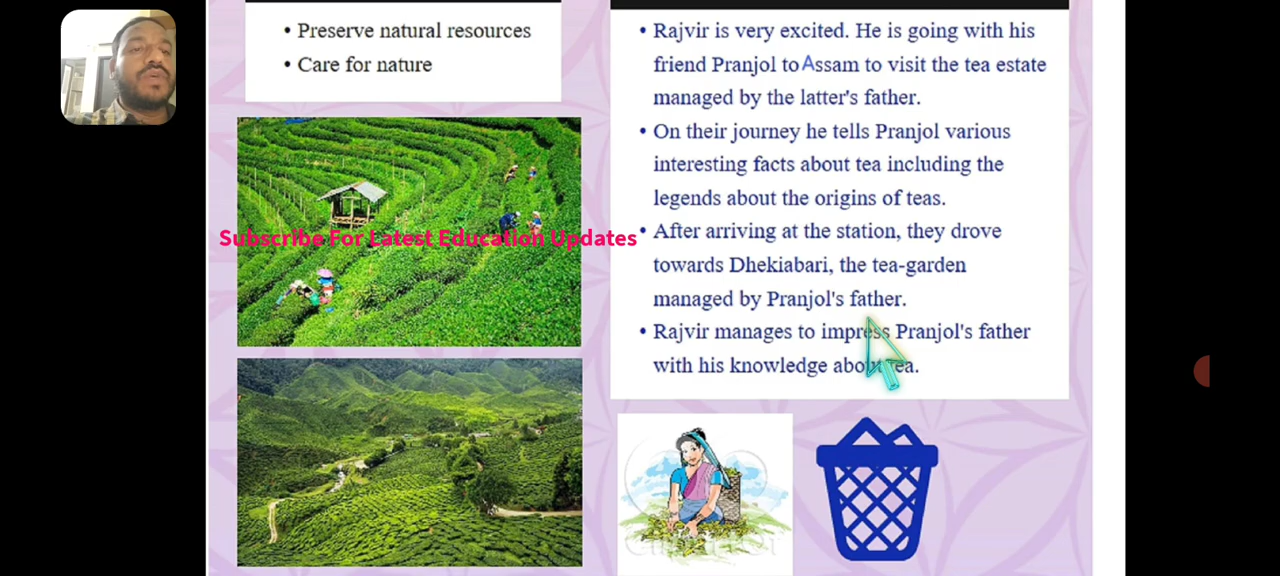 • Preserve natural resources
• Care for nature
• Rajvir is very excited. He is going with his
friend Pranjol to Assam to visit the tea estate
managed by the latter's father.
• On their journey he tells Pranjol various
interesting facts about tea including the
legends about the origins of teas.
• After arriving at the station, they drove
towards Dhekiabari, the tea-garden
managed by Pranjol's father.
• Rajvir manages to impress Pranjol's father
with his knowledge about tea.
Subscribe For Latest Education Updates